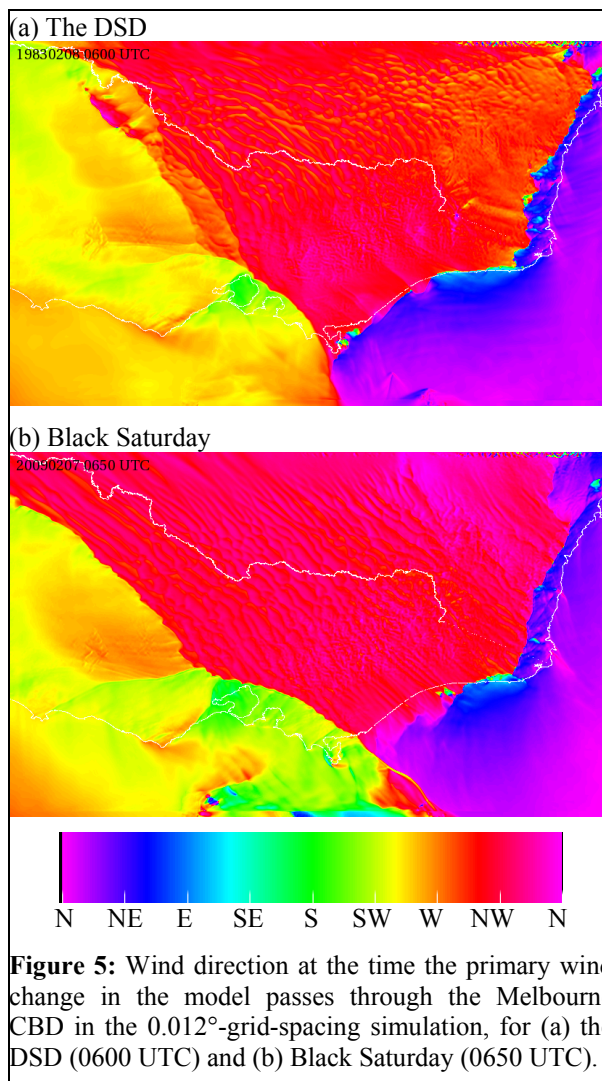 (a) The DSD
19830208 0600 UTC
(b) Black Saturday
20090207 0650 UTC
N NE E SE S SW W NW N
Figure 5: Wind direction at the time the primary wind
change in the model passes through the Melbourn
CBD in the 0.012°-grid-spacing simulation, for (a) the
DSD (0600 UTC) and (b) Black Saturday (0650 UTC).